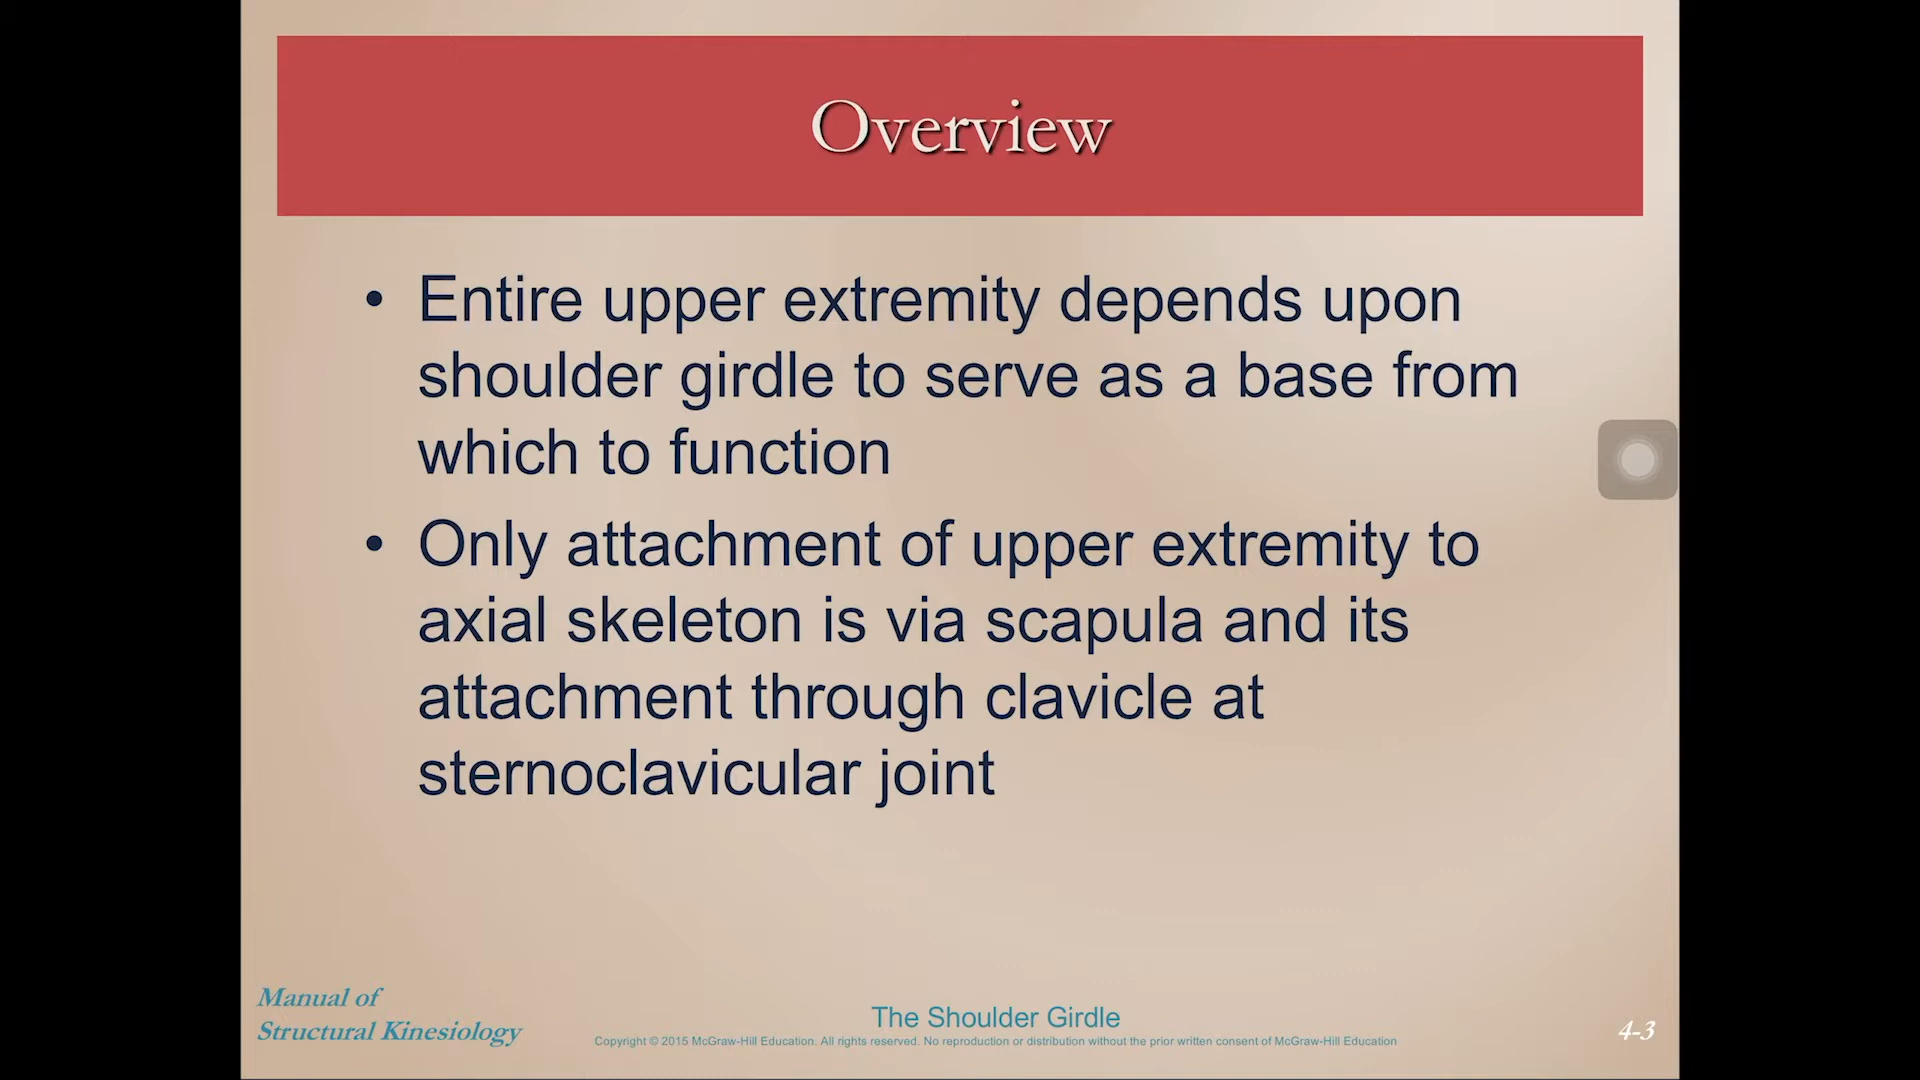 Overview
• Entire upper extremity depends upon
shoulder girdle to serve as a base from
which to function
• Only attachment of upper extremity to
axial skeleton is via scapula and its
attachment through clavicle at
sternoclavicular joint
Manual of
Structural Kinesiology
The Shoulder Girdle
Copyright © 2015 McGraw-Hill Education. All rights reserved. No reproduction or distribution without the prior written consent of McGraw-Hill Education
4-3